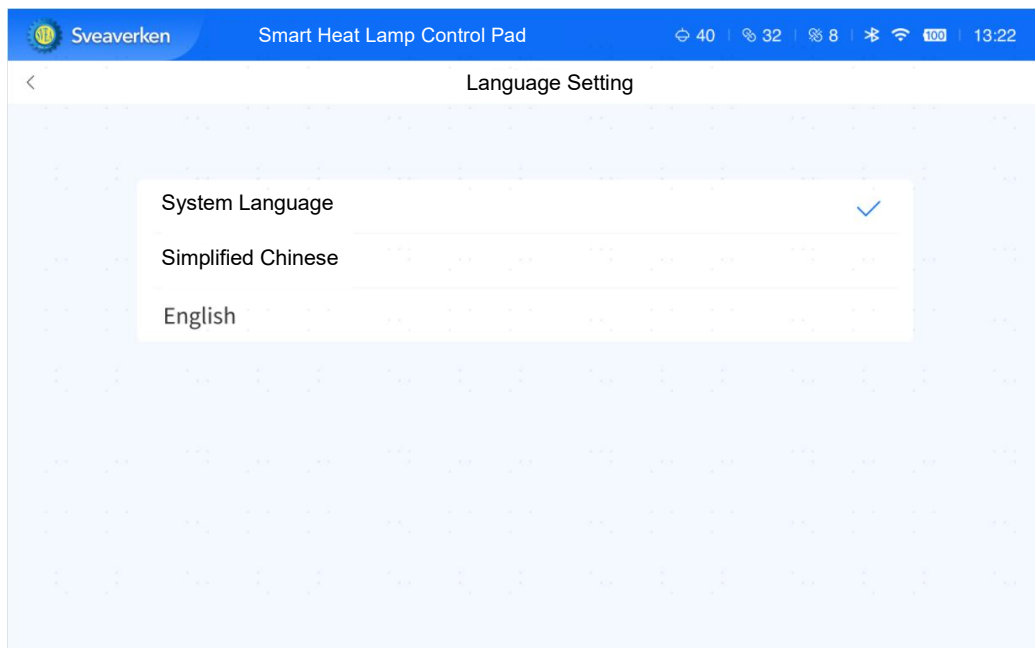 Sveaverken Smart Heat Lamp Control Pad 40 32 8 100 13:22
Language Setting
System Language
Simplified Chinese
English